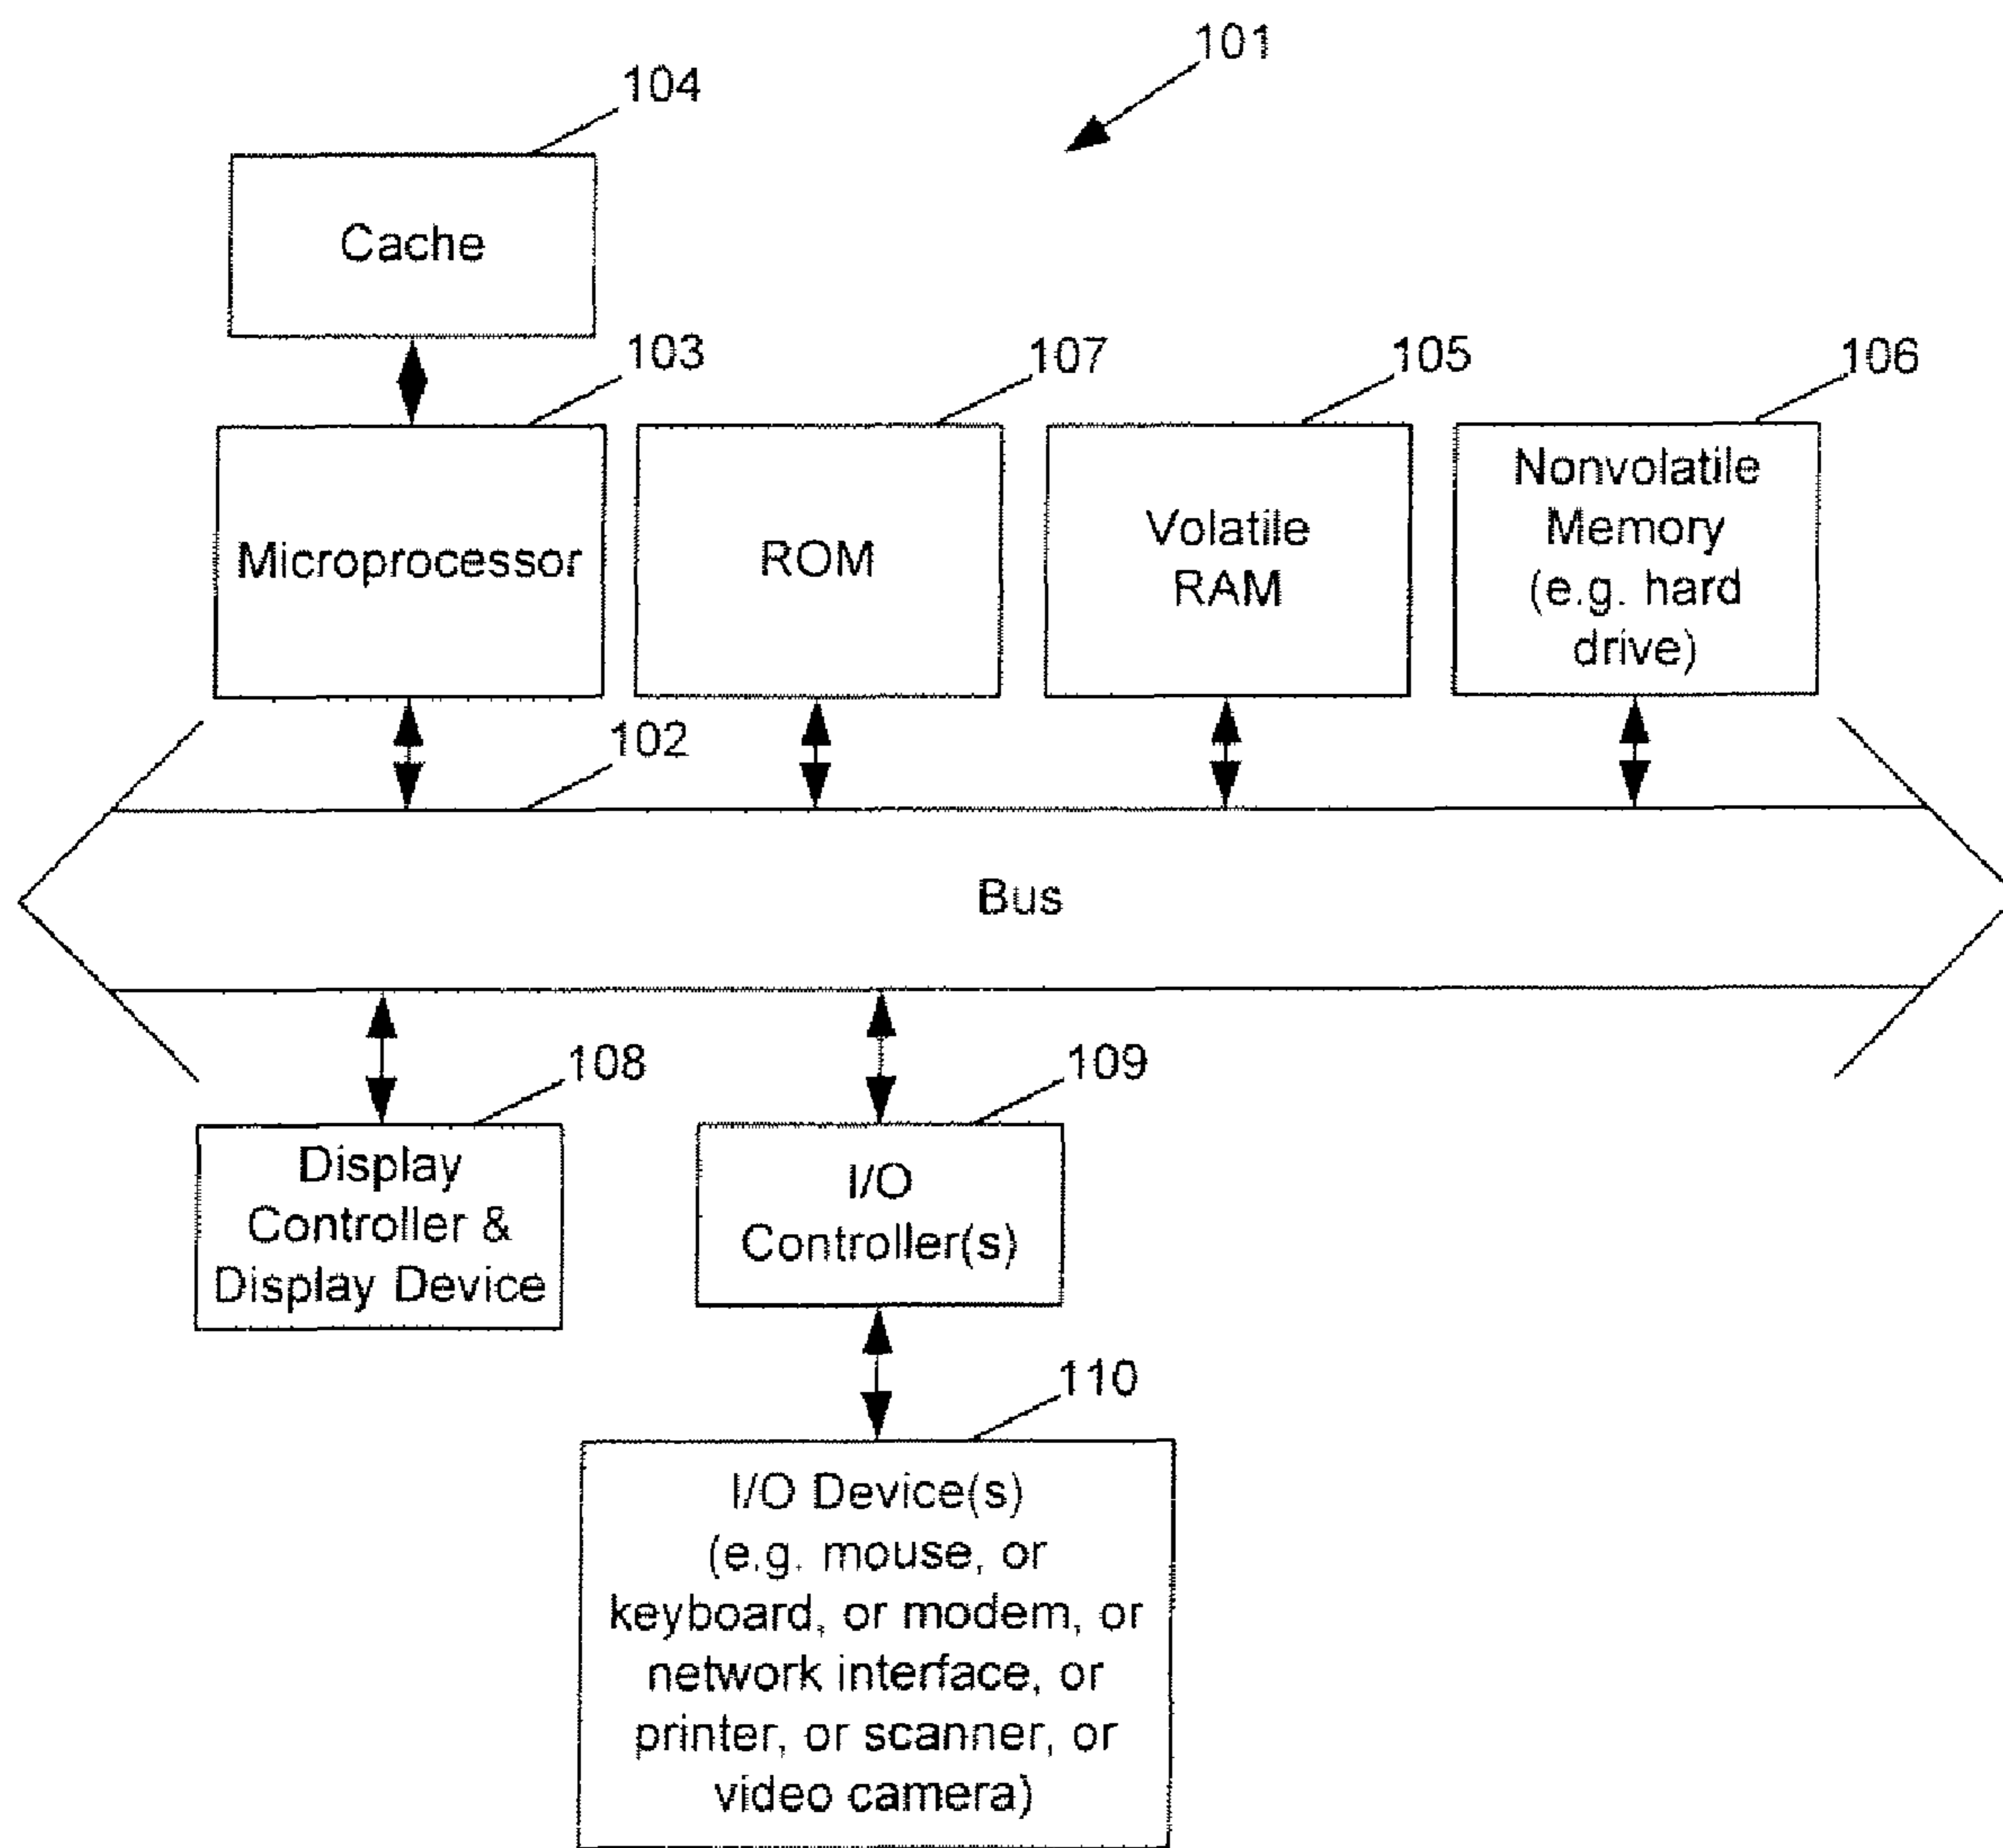 101
104
Cache
103
107
105
106
Microprocessor
ROM
Volatile
RAM
Nonvolatile
Memory
(e.g. hard
drive)
102
Bus
108
109
Display
Controller &
Display Device
I/O
Controller(s)
110
I/O Device(s)
(e.g. mouse, or
keyboard, or modem, or
network interface, or
printer, or scanner, or
video camera)